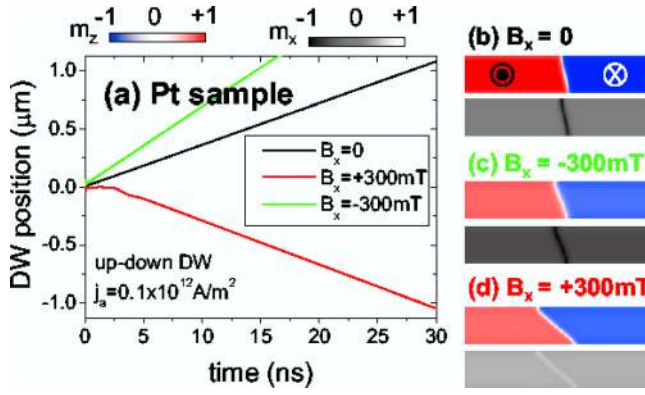 -1 0 +1 -1 0 +1
m_z m_x
(a) Pt sample
DW position (μm)
1.0
0.5
0.0
-0.5
-1.0
B_x=0
B_x=+300mT
B_x=-300mT
up-down DW
j_a=0.1x10^12A/m^2
0 5 10 15 20 25 30
time (ns)
(b) B_x = 0
(c) B_x = -300mT
(d) B_x = +300mT